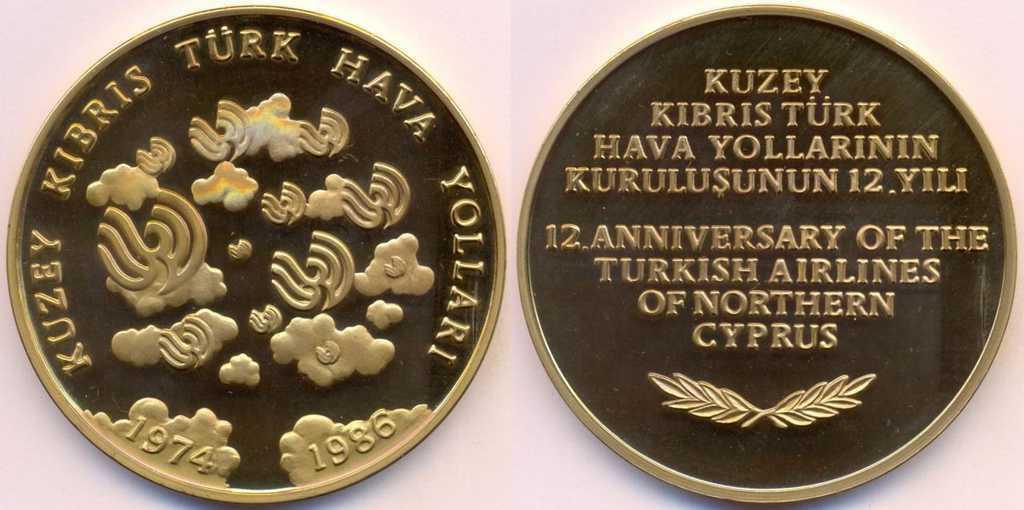 KUZEY KIBRIS TÜRK HAVA YOLLARI
1974 1986
KUZEY
KIBRIS TÜRK
HAVA YOLLARININ
KURULUŞUNUN 12.YILI
12.ANNIVERSARY OF THE
TURKISH AIRLINES
OF NORTHERN
CYPRUS